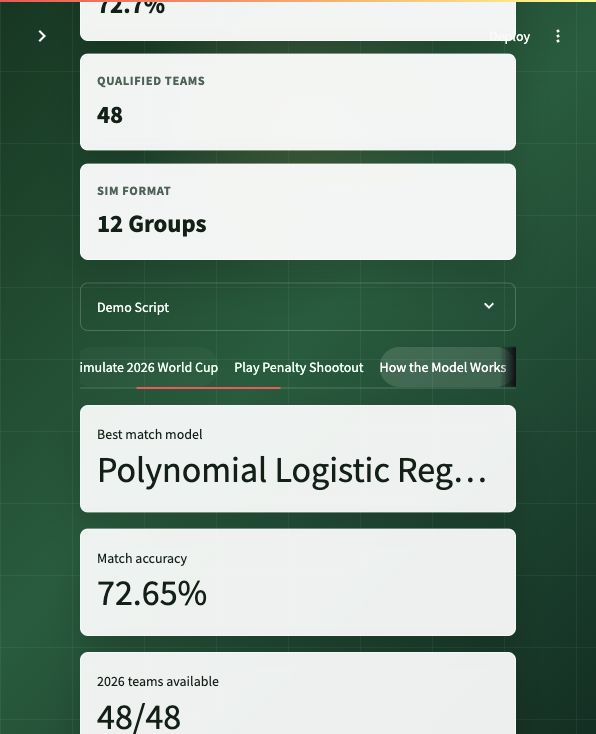 72.7%
Deploy
QUALIFIED TEAMS
48
SIM FORMAT
12 Groups
Demo Script
imulate 2026 World Cup
Play Penalty Shootout
How the Model Works
Best match model
Polynomial Logistic Reg...
Match accuracy
72.65%
2026 teams available
48/48